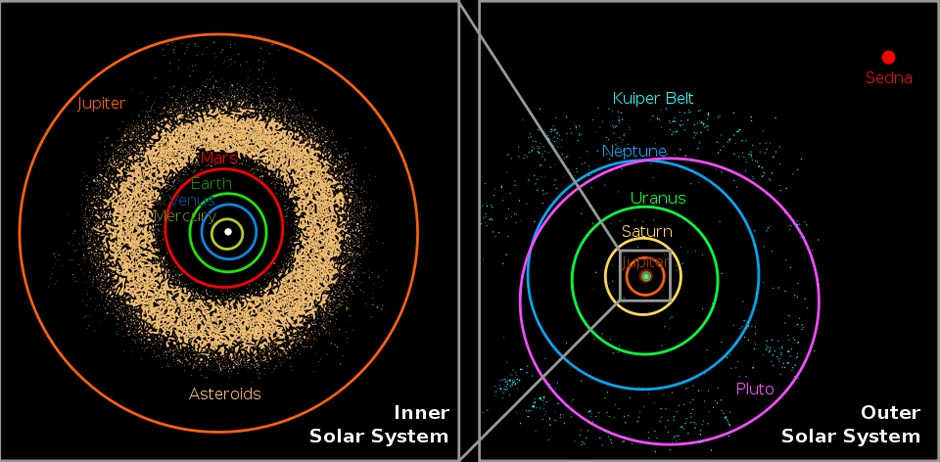 Jupiter
Mars
Earth
Venus
Mercury
Asteroids
Inner
Solar System
Sedna
Kuiper Belt
Neptune
Uranus
Saturn
Jupiter
Pluto
Outer
Solar System